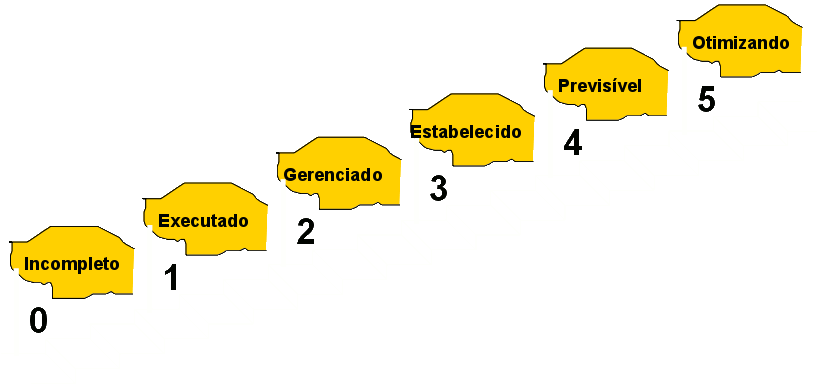 Otimizando
5
Previsível
4
Estabelecido
3
Gerenciado
2
Executado
1
Incompleto
0